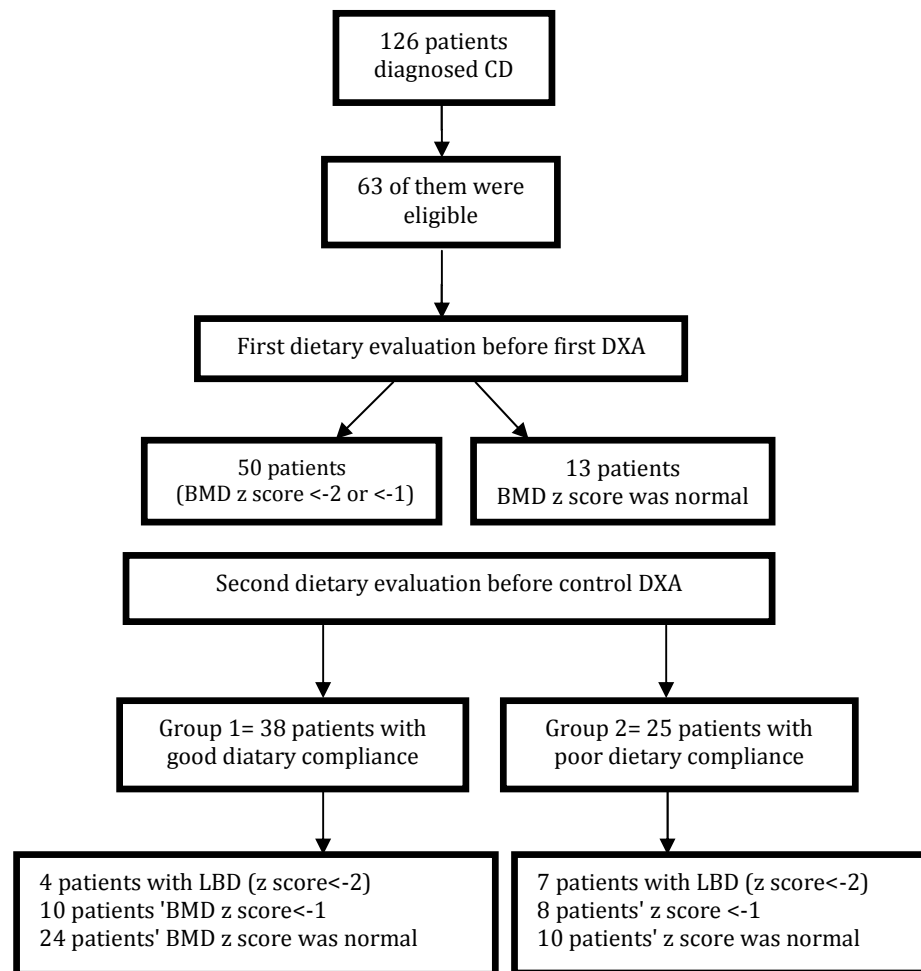 126 patients
diagnosed CD
63 of them were
eligible
First dietary evaluation before first DXA
50 patients
(BMD z score <-2 or <-1)
13 patients
BMD z score was normal
Second dietary evaluation before control DXA
Group 1= 38 patients with
good diatary compliance
Group 2= 25 patients with
poor dietary compliance
4 patients with LBD (z score<-2)
10 patients 'BMD z score<-1
24 patients' BMD z score was normal
7 patients with LBD (z score<-2)
8 patients' z score <-1
10 patients' z score was normal